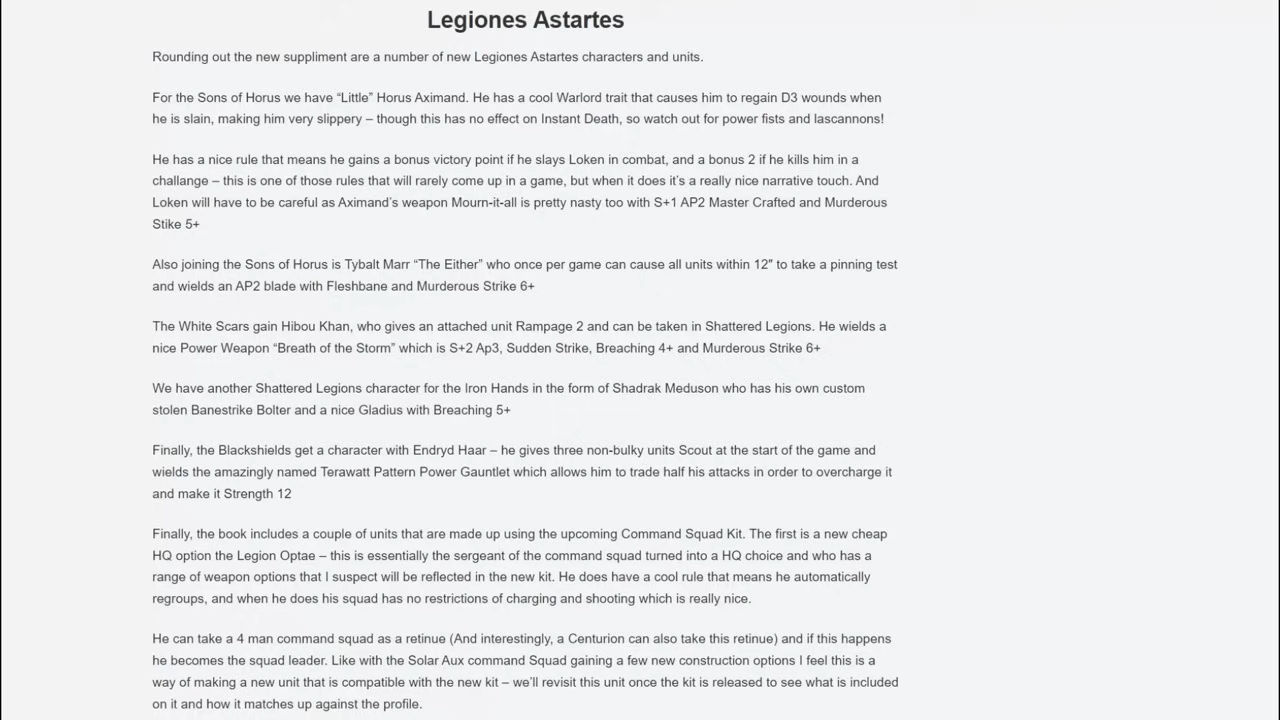 Legiones Astartes
Rounding out the new suppliment are a number of new Legiones Astartes characters and units.
For the Sons of Horus we have “Little” Horus Aximand. He has a cool Warlord trait that causes him to regain D3 wounds when
he is slain, making him very slippery – though this has no effect on Instant Death, so watch out for power fists and lascannons!
He has a nice rule that means he gains a bonus victory point if he slays Loken in combat, and a bonus 2 if he kills him in a
challange – this is one of those rules that will rarely come up in a game, but when it does it’s a really nice narrative touch. And
Loken will have to be careful as Aximand’s weapon Mourn-it-all is pretty nasty too with S+1 AP2 Master Crafted and Murderous
Stike 5+
Also joining the Sons of Horus is Tybalt Marr “The Either” who once per game can cause all units within 12″ to take a pinning test
and wields an AP2 blade with Fleshbane and Murderous Strike 6+
The White Scars gain Hibou Khan, who gives an attached unit Rampage 2 and can be taken in Shattered Legions. He wields a
nice Power Weapon “Breath of the Storm” which is S+2 Ap3, Sudden Strike, Breaching 4+ and Murderous Strike 6+
We have another Shattered Legions character for the Iron Hands in the form of Shadrak Meduson who has his own custom
stolen Banestrike Bolter and a nice Gladius with Breaching 5+
Finally, the Blackshields get a character with Endryd Haar – he gives three non-bulky units Scout at the start of the game and
wields the amazingly named Terawatt Pattern Power Gauntlet which allows him to trade half his attacks in order to overcharge it
and make it Strength 12
Finally, the book includes a couple of units that are made up using the upcoming Command Squad Kit. The first is a new cheap
HQ option the Legion Optae – this is essentially the sergeant of the command squad turned into a HQ choice and who has a
range of weapon options that I suspect will be reflected in the new kit. He does have a cool rule that means he automatically
regroups, and when he does his squad has no restrictions of charging and shooting which is really nice.
He can take a 4 man command squad as a retinue (And interestingly, a Centurion can also take this retinue) and if this happens
he becomes the squad leader. Like with the Solar Aux command Squad gaining a few new construction options I feel this is a
way of making a new unit that is compatible with the new kit – we’ll revisit this unit once the kit is released to see what is included
on it and how it matches up against the profile.